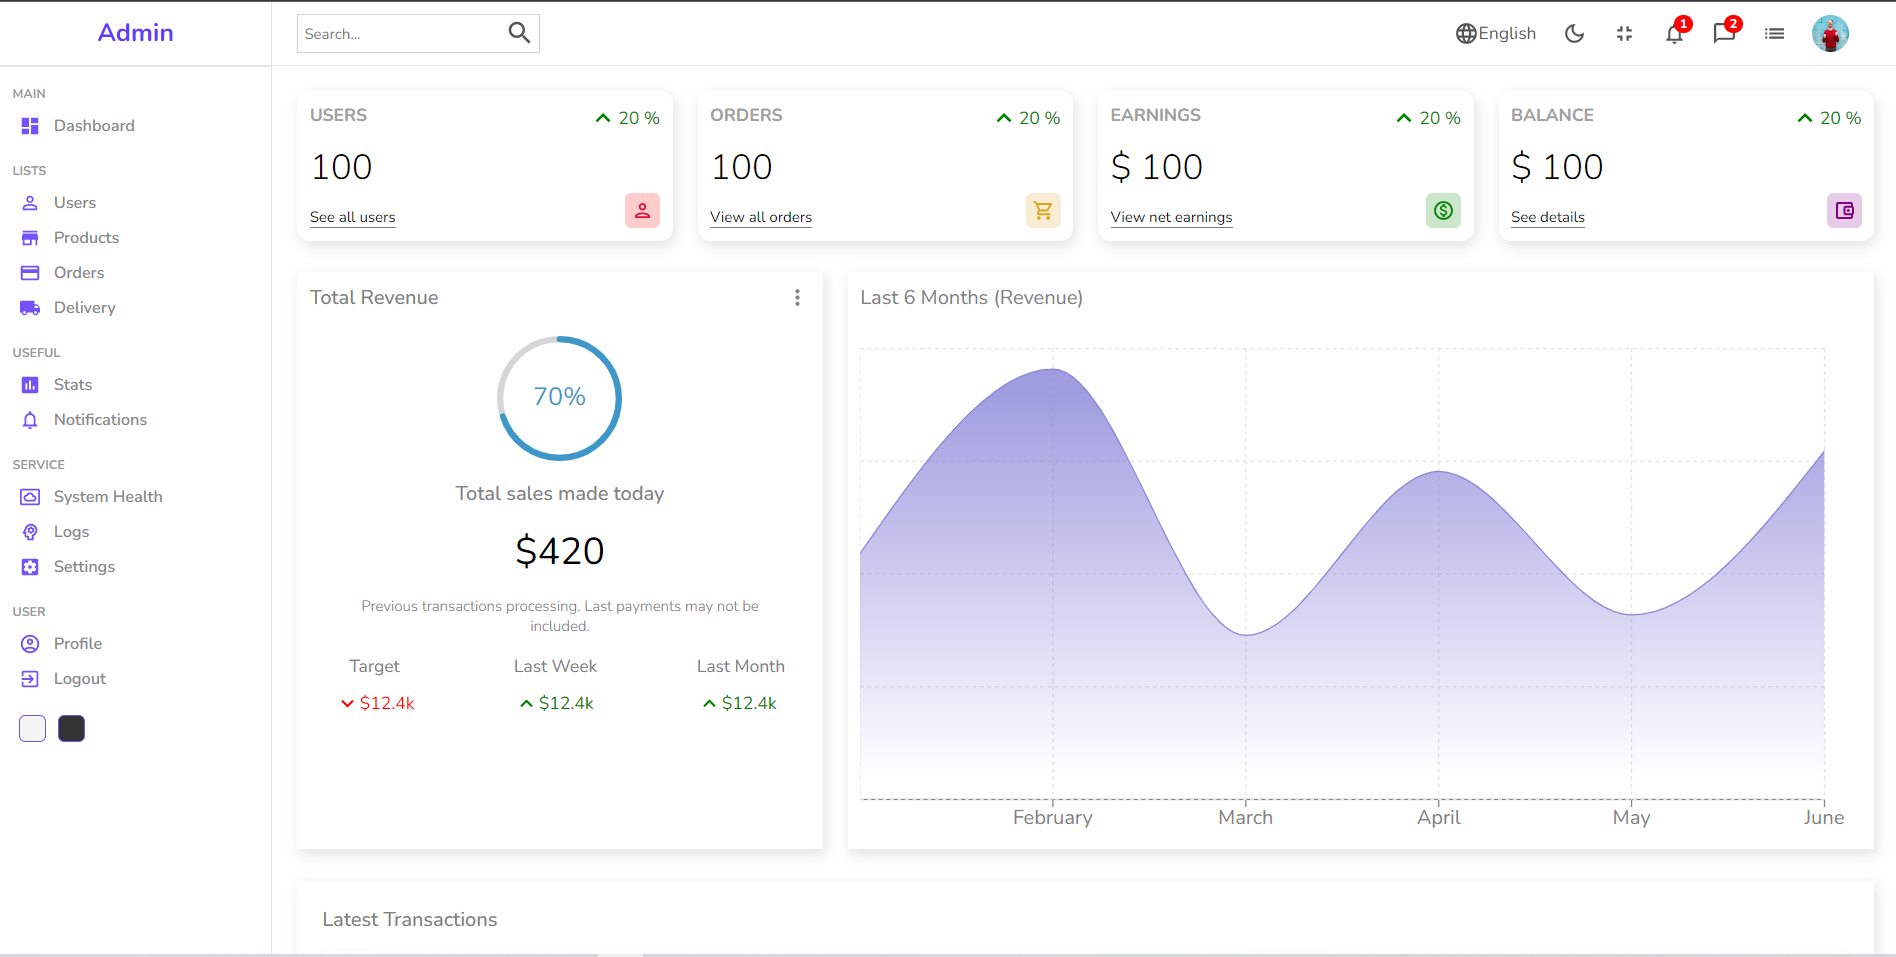 Admin
Search...
English
1
2
MAIN
Dashboard
LISTS
Users
Products
Orders
Delivery
USEFUL
Stats
Notifications
SERVICE
System Health
Logs
Settings
USER
Profile
Logout
USERS
20 %
100
See all users
ORDERS
20 %
100
View all orders
EARNINGS
20 %
$ 100
View net earnings
BALANCE
20 %
$ 100
See details
Total Revenue
70%
Total sales made today
$420
Previous transactions processing. Last payments may not be
included.
Target
Last Week
Last Month
$12.4k
$12.4k
$12.4k
Last 6 Months (Revenue)
February
March
April
May
June
Latest Transactions